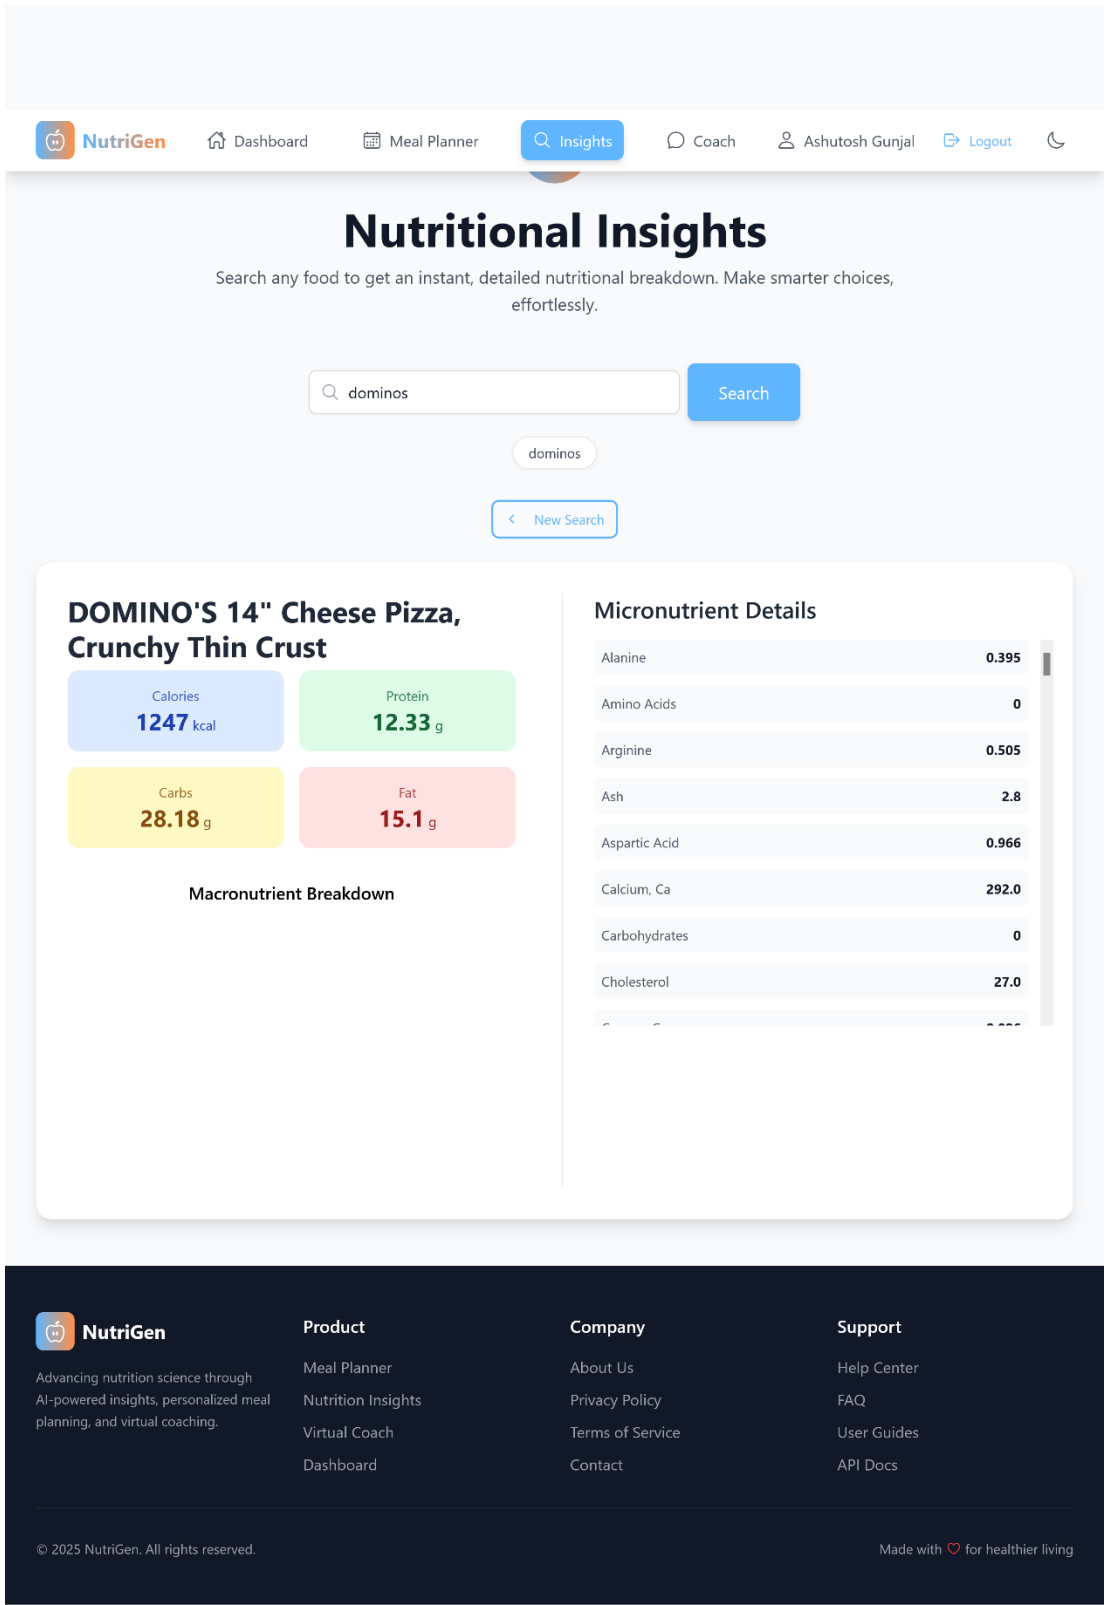 NutriGen
Dashboard
Meal Planner
Insights
Coach
Ashutosh Gunjal
Logout
Nutritional Insights
Search any food to get an instant, detailed nutritional breakdown. Make smarter choices,
effortlessly.
dominos
Search
dominos
New Search
DOMINO'S 14" Cheese Pizza,
Crunchy Thin Crust
Calories
1247 kcal
Protein
12.33 g
Carbs
28.18 g
Fat
15.1 g
Macronutrient Breakdown
Micronutrient Details
Alanine 0.395
Amino Acids 0
Arginine 0.505
Ash 2.8
Aspartic Acid 0.966
Calcium, Ca 292.0
Carbohydrates 0
Cholesterol 27.0
NutriGen
Advancing nutrition science through
AI-powered insights, personalized meal
planning, and virtual coaching.
Product
Meal Planner
Nutrition Insights
Virtual Coach
Dashboard
Company
About Us
Privacy Policy
Terms of Service
Contact
Support
Help Center
FAQ
User Guides
API Docs
© 2025 NutriGen. All rights reserved.
Made with ♡ for healthier living